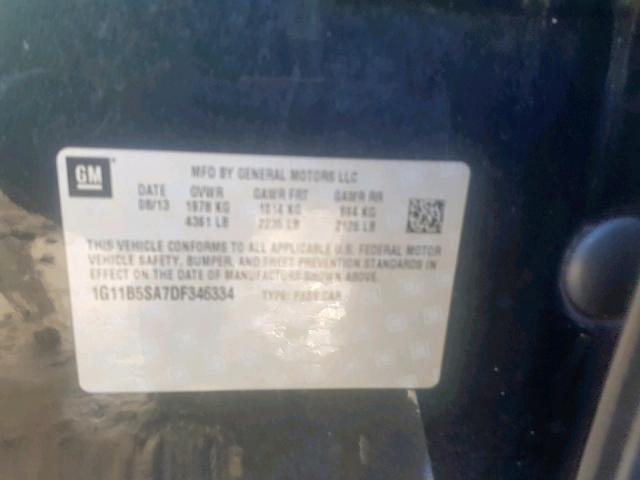 GM
MFD BY GENERAL MOTORS LLC
DATE GVWR GAWR FRT GAWR RR
08/13 1978 KG 1014 KG 964 KG
4361 LB 2235 LB 2126 LB
THIS VEHICLE CONFORMS TO ALL APPLICABLE U.S. FEDERAL MOTOR
VEHICLE SAFETY, BUMPER, AND THEFT PREVENTION STANDARDS IN
EFFECT ON THE DATE OF MANUFACTURE SHOWN ABOVE.
1G11B5SA7DF346334 TYPE: PASS CAR